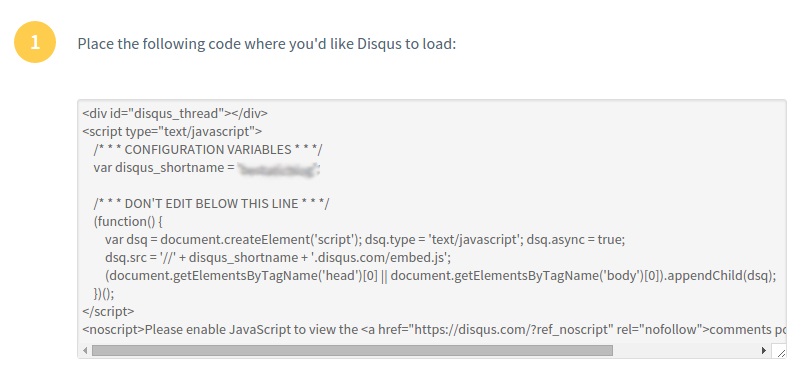 1
Place the following code where you'd like Disqus to load:
<div id="disqus_thread"></div>
<script type="text/javascript">
/* * * CONFIGURATION VARIABLES * * */
var disqus_shortname =
/* * * DON'T EDIT BELOW THIS LINE * * */
(function() {
var dsq = document.createElement('script'); dsq.type = 'text/javascript'; dsq.async = true;
dsq.src = '//' + disqus_shortname + '.disqus.com/embed.js';
(document.getElementsByTagName('head')[0] || document.getElementsByTagName('body')[0]).appendChild(dsq);
})();
</script>
<noscript>Please enable JavaScript to view the <a href="https://disqus.com/?ref_noscript" rel="nofollow">comments po